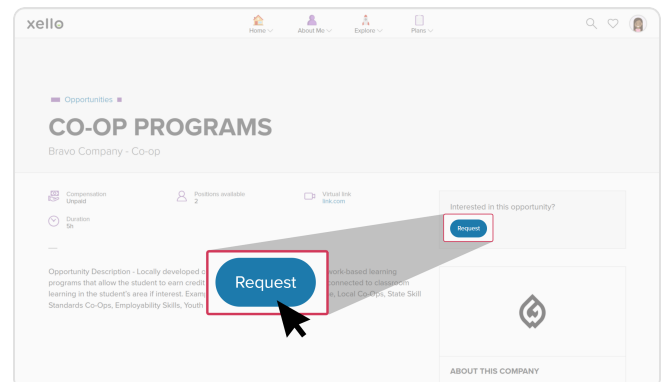 xello
Home
About Me
Explore
Plans
Opportunities
CO-OP PROGRAMS
Bravo Company - Co-op
Compensation
Unpaid
Positions available
2
Virtual link
link.com
Duration
5h
Interested in this opportunity?
Request
Request
Opportunity Description - Locally developed work-based learning
programs that allow the student to earn credit connected to classroom
learning in the student's area if interest. Local Co-Ops, State Skill
Standards Co-Ops, Employability Skills, Youth
ABOUT THIS COMPANY